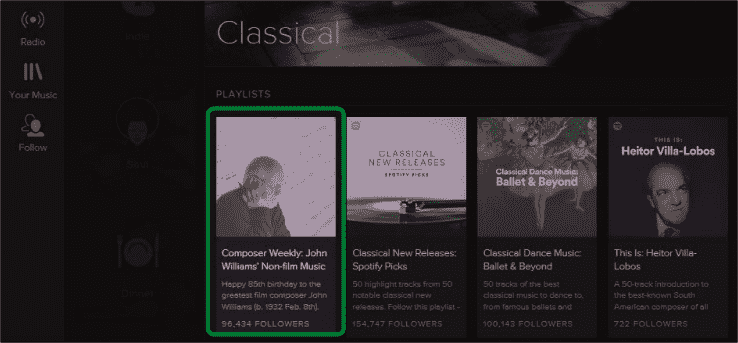 Radio
Your Music
Follow
Indie
Dinner
Classical
PLAYLISTS
Composer Weekly: John
Williams' Non-film Music
Happy 85th birthday to the
greatest film composer John
Williams (b. 1932 Feb. 8th).
96,434 FOLLOWERS
CLASSICAL
NEW RELEASES
SPOTIFY PICKS
Classical New Releases:
Spotify Picks
50 highlight tracks from 50
notable classical new
releases. Follow this playlist -
154,747 FOLLOWERS
Classical Dance Music:
Ballet & Beyond
Classical Dance Music:
Ballet & Beyond
50 tracks of the best
classical music to dance to,
from famous ballets and
100,143 FOLLOWERS
THIS IS:
Heitor Villa-Lobos
This Is: Heitor Villa-
Lobos
A 50-track introduction to
the best-known South
American composer of all
722 FOLLOWERS